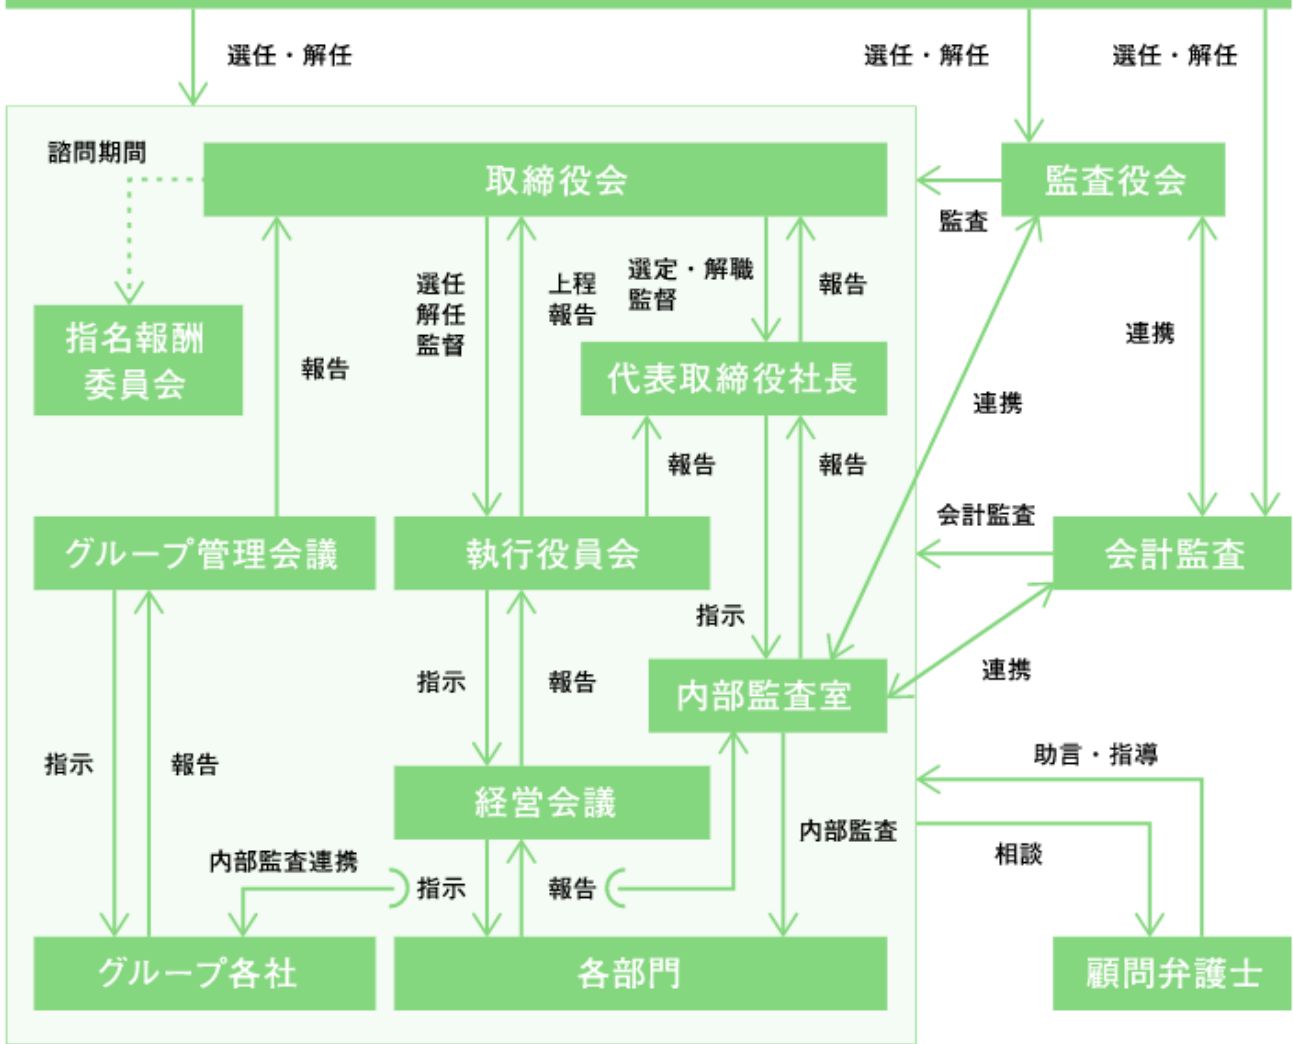 選任・解任
選任・解任
選任・解任
諮問期間
取締役会
監査役会
監査
選任
解任
監督
上程
報告
選定・解職
監督
報告
指名報酬
委員会
報告
代表取締役社長
連携
連携
報告
報告
グループ管理会議
執行役員会
会計監査
会計監査
指示
連携
指示
報告
内部監査室
指示
報告
経営会議
助言・指導
内部監査
相談
内部監査連携
指示
報告
グループ各社
各部門
顧問弁護士